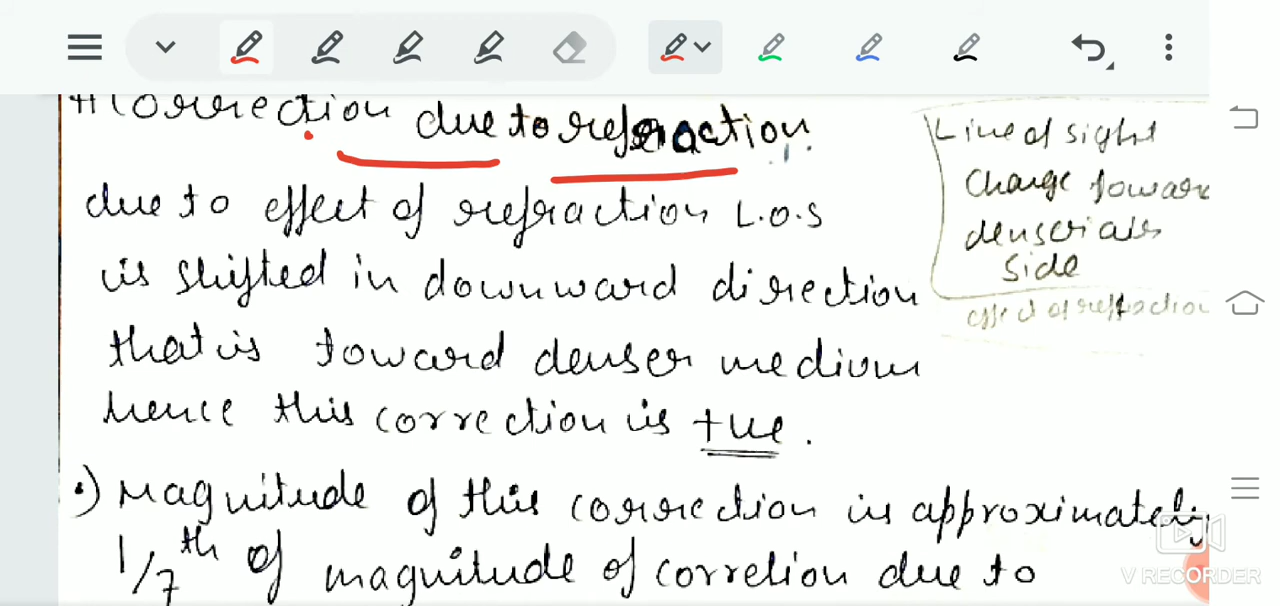 # Correction due to refraction
due to effect of refraction L.O.S
is shifted in downward direction
that is toward denser medium
hence this correction is +ve.
•) Magnitude of this correction is approximately
1/7th of magnitude of corretion due to
Line of sight
Change toward
denser air
Side
effect of refraction
V RECORDER